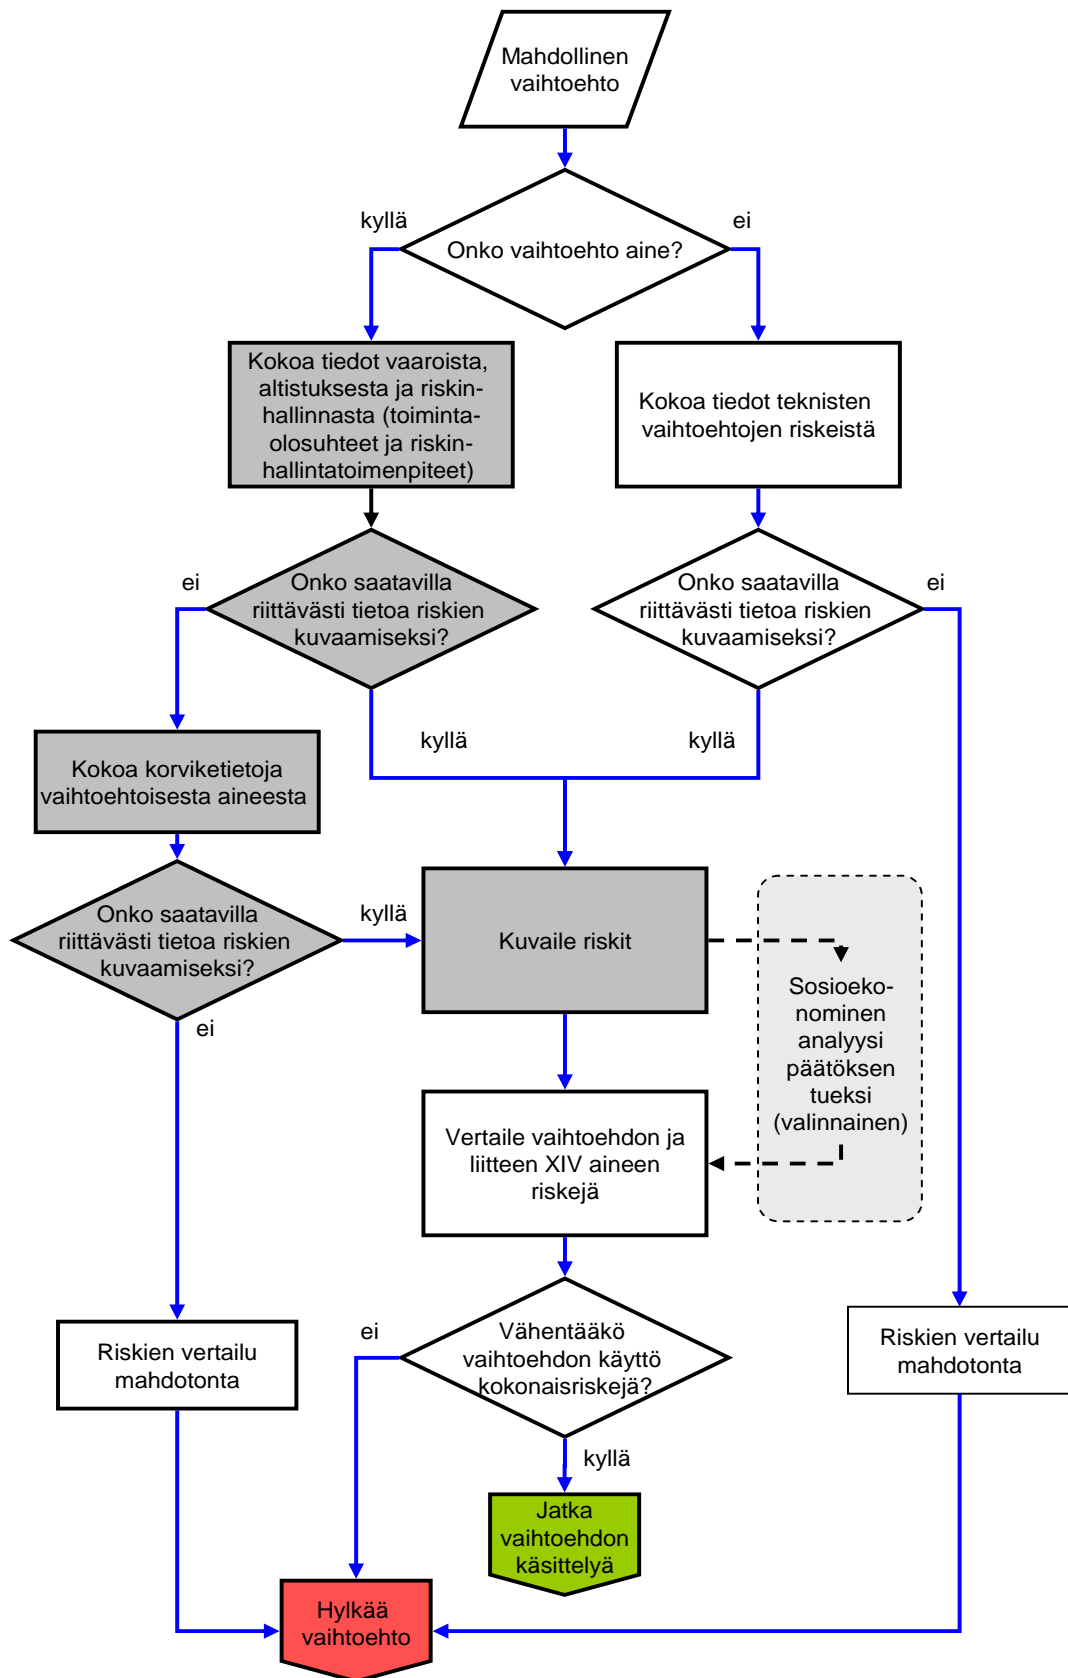 Mahdollinen
vaihtoehto
kyllä
ei
Onko vaihtoehto aine?
Kokoa tiedot vaaroista,
altistuksesta ja riskin-
hallinnasta (toiminta-
olosuhteet ja riskin-
hallintatoimenpiteet)
Kokoa tiedot teknisten
vaihtoehtojen riskeistä
ei
Onko saatavilla
riittävästi tietoa riskien
kuvaamiseksi?
Onko saatavilla
riittävästi tietoa riskien
kuvaamiseksi?
ei
kyllä
kyllä
Kokoa korviketietoja
vaihtoehtoisesta aineesta
Onko saatavilla
riittävästi tietoa riskien
kuvaamiseksi?
kyllä
ei
Kuvaile riskit
Sosioeko-
nominen
analyysi
päätöksen
tueksi
(valinnainen)
Vertaile vaihtoehdon ja
liitteen XIV aineen
riskejä
ei
Vähentääkö
vaihtoehdon käyttö
kokonaisriskejä?
Riskien vertailu
mahdotonta
Riskien vertailu
mahdotonta
kyllä
Jatka
vaihtoehdon
käsittelyä
Hylkää
vaihtoehto